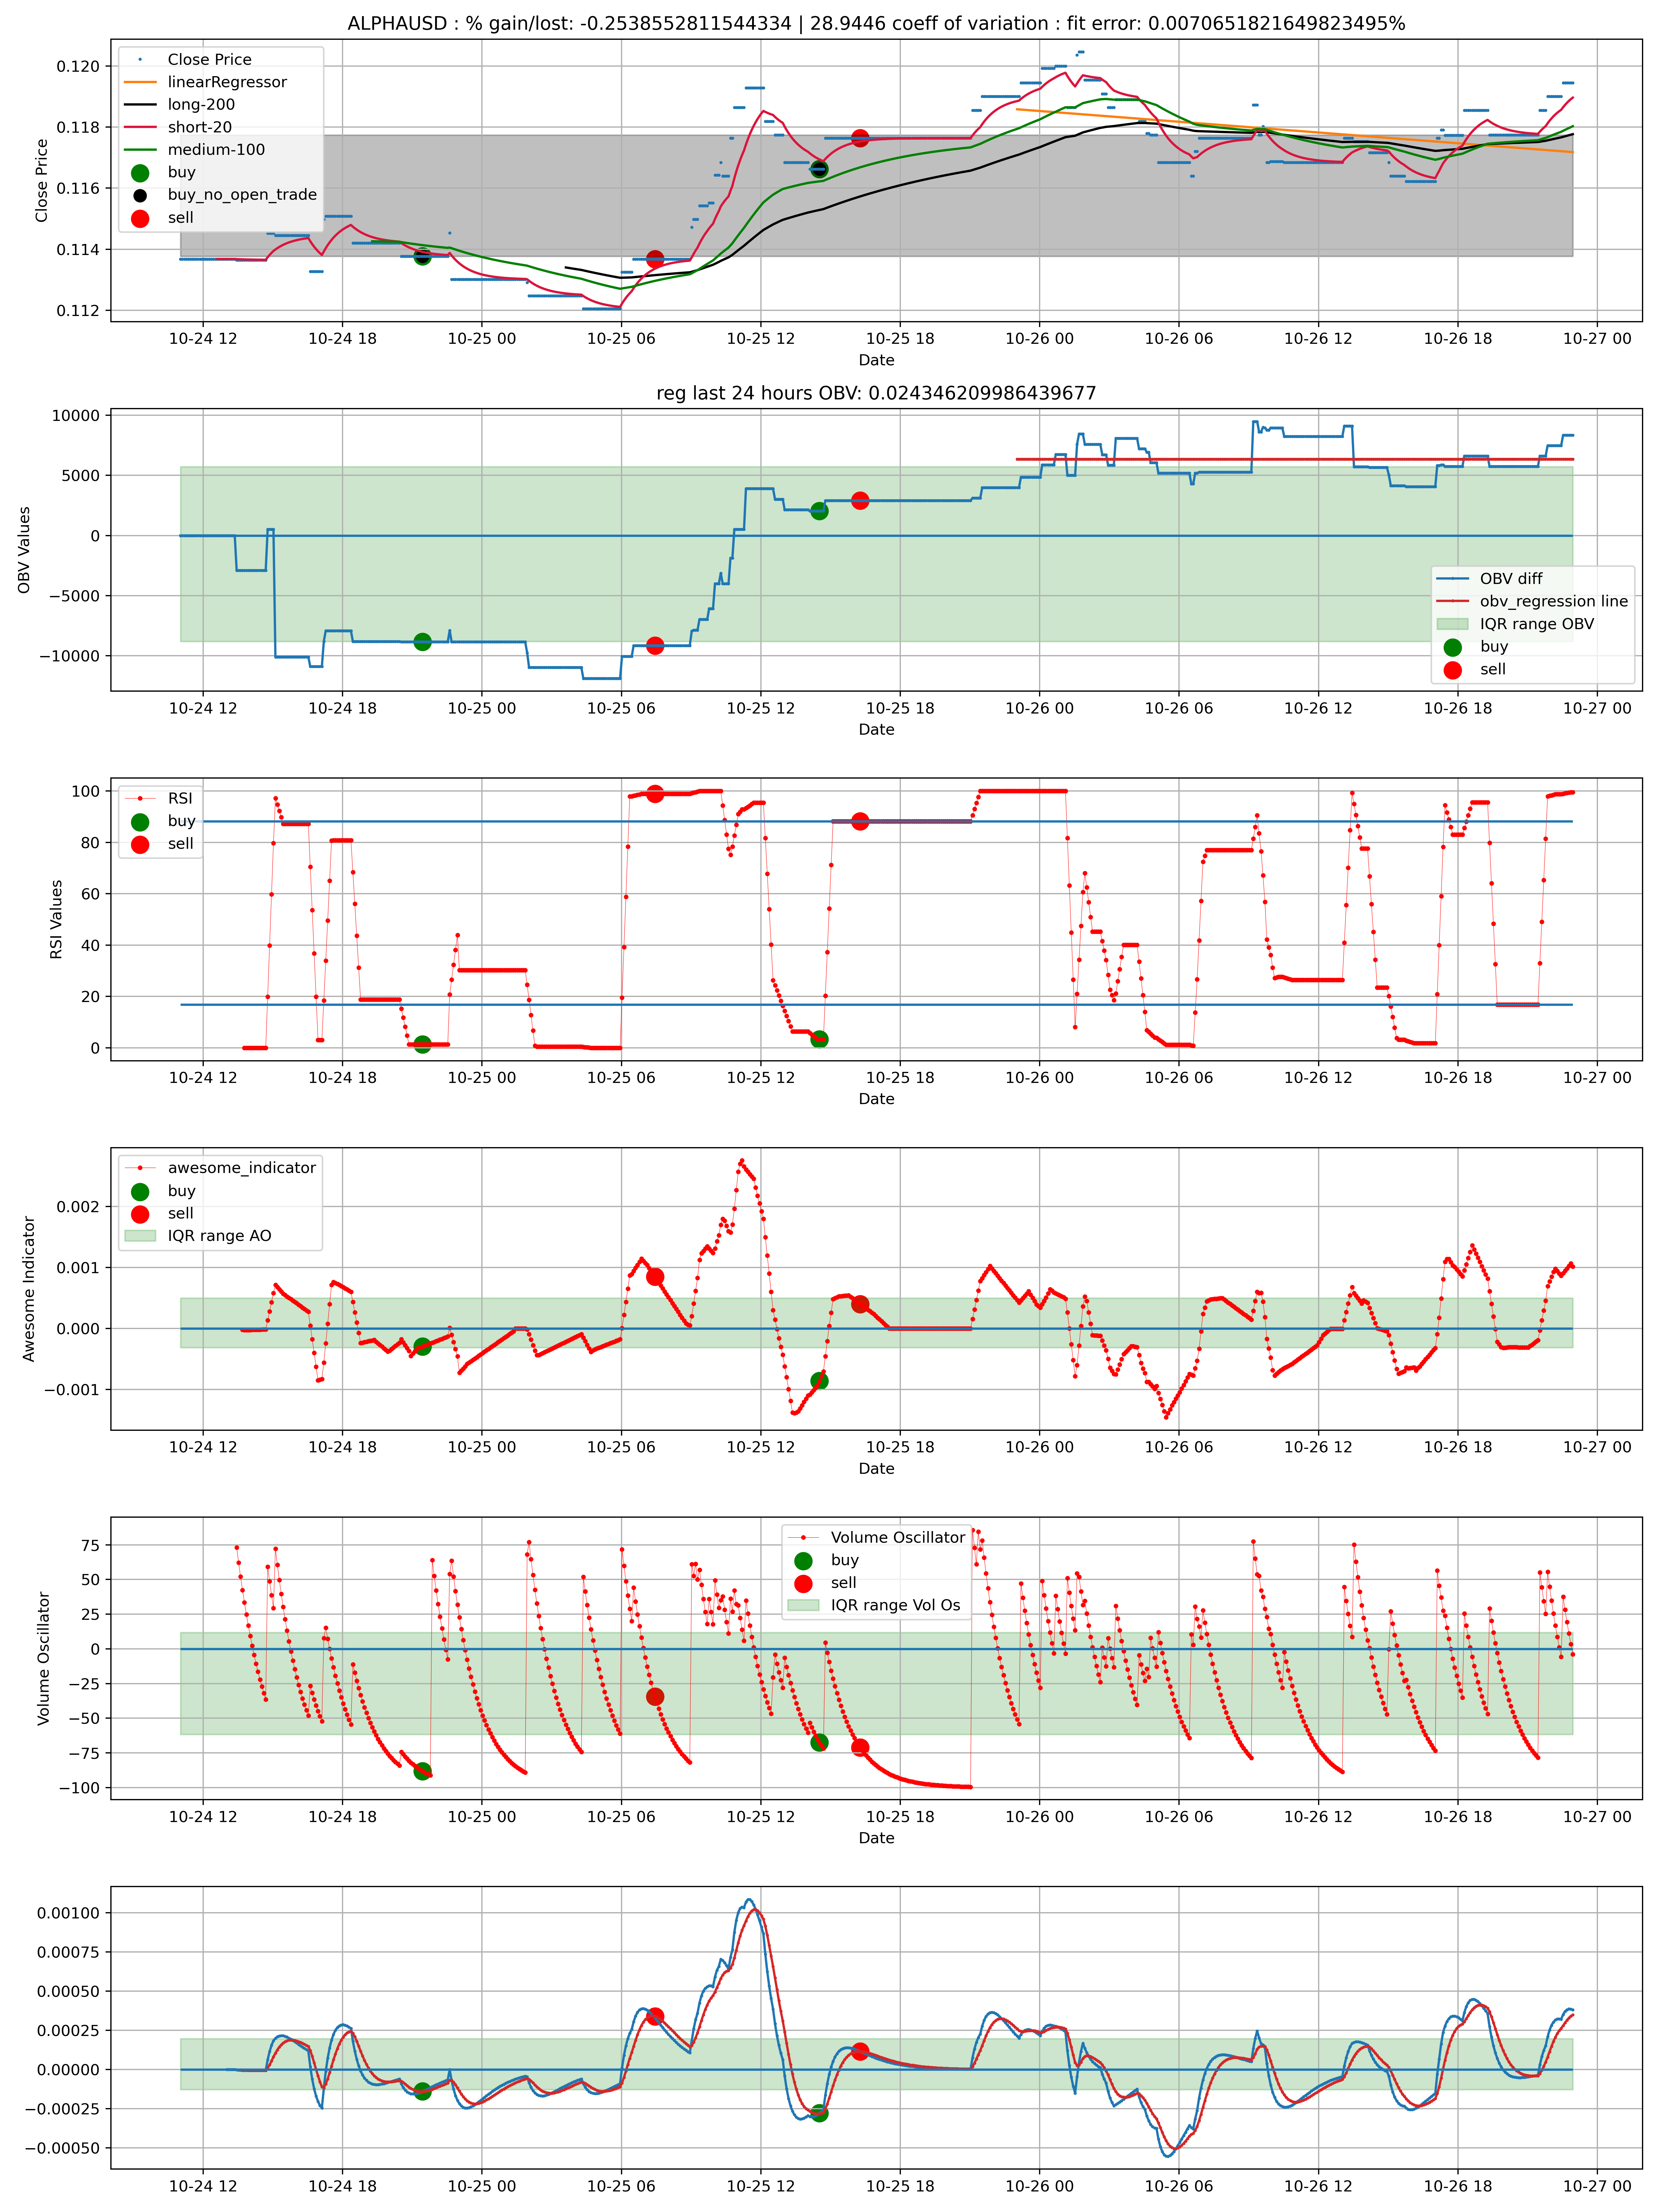 ALPHAUSD : % gain/lost: -0.2538552811544334 | 28.9446 coeff of variation : fit error: 0.0070651821649823495%
Close Price
linearRegressor
long-200
short-20
medium-100
buy
buy_no_open_trade
sell
0.120
0.118
0.116
0.114
0.112
Close Price
10-24 12 10-24 18 10-25 00 10-25 06 10-25 12 10-25 18 10-26 00 10-26 06 10-26 12 10-26 18 10-27 00
Date
reg last 24 hours OBV: 0.024346209986439677
10000
5000
0
−5000
−10000
OBV Values
OBV diff
obv_regression line
IQR range OBV
buy
sell
10-24 12 10-24 18 10-25 00 10-25 06 10-25 12 10-25 18 10-26 00 10-26 06 10-26 12 10-26 18 10-27 00
Date
RSI
buy
sell
100
80
60
40
20
0
RSI Values
10-24 12 10-24 18 10-25 00 10-25 06 10-25 12 10-25 18 10-26 00 10-26 06 10-26 12 10-26 18 10-27 00
Date
awesome_indicator
buy
sell
IQR range AO
0.002
0.001
0.000
−0.001
Awesome Indicator
10-24 12 10-24 18 10-25 00 10-25 06 10-25 12 10-25 18 10-26 00 10-26 06 10-26 12 10-26 18 10-27 00
Date
Volume Oscillator
buy
sell
IQR range Vol Os
75
50
25
0
−25
−50
−75
−100
Volume Oscillator
10-24 12 10-24 18 10-25 00 10-25 06 10-25 12 10-25 18 10-26 00 10-26 06 10-26 12 10-26 18 10-27 00
Date
0.00100
0.00075
0.00050
0.00025
0.00000
−0.00025
−0.00050
10-24 12 10-24 18 10-25 00 10-25 06 10-25 12 10-25 18 10-26 00 10-26 06 10-26 12 10-26 18 10-27 00